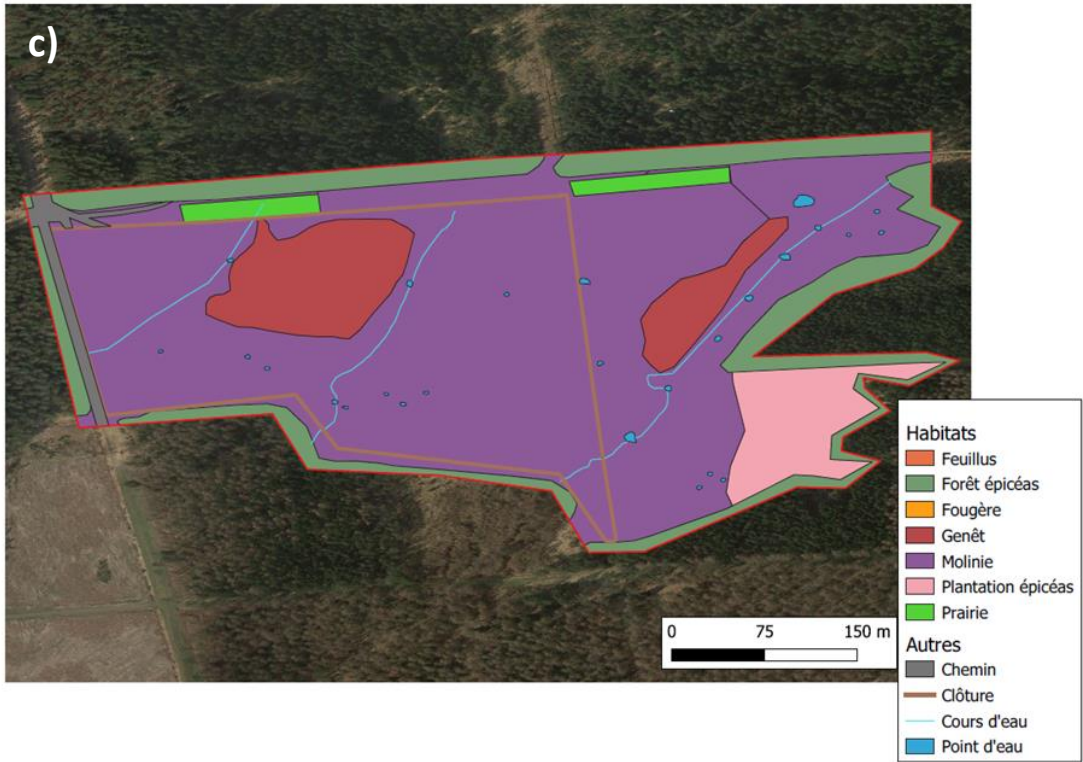 c)
Habitats
Feuillus
Forêt épicéas
Fougère
Genêt
Molinie
Plantation épicéas
Prairie
0 75 150 m
Autres
Chemin
Clôture
Cours d'eau
Point d'eau